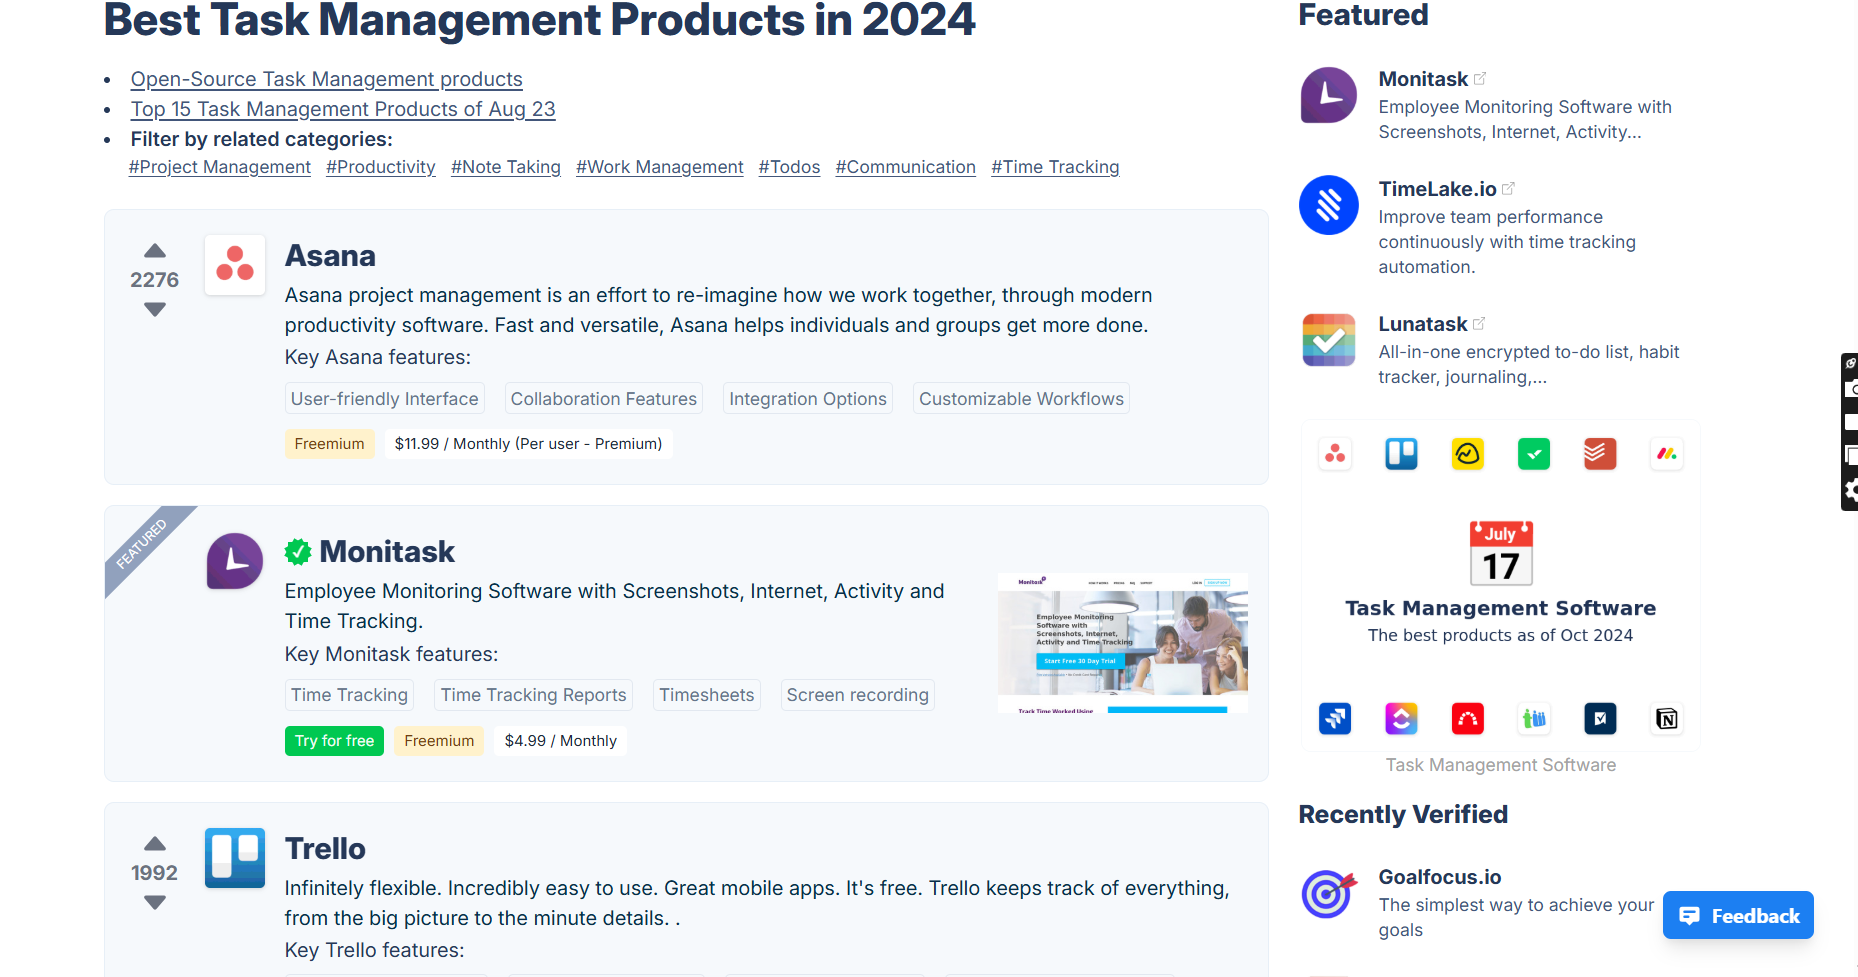 Best Task Management Products in 2024
Open-Source Task Management products
Top 15 Task Management Products of Aug 23
Filter by related categories:
#Project Management #Productivity #Note Taking #Work Management #Todos #Communication #Time Tracking
2276
Asana
Asana project management is an effort to re-imagine how we work together, through modern
productivity software. Fast and versatile, Asana helps individuals and groups get more done.
Key Asana features:
User-friendly Interface Collaboration Features Integration Options Customizable Workflows
Freemium $11.99 / Monthly (Per user - Premium)
FEATURED
Monitask
Employee Monitoring Software with Screenshots, Internet, Activity and
Time Tracking.
Key Monitask features:
Time Tracking Time Tracking Reports Timesheets Screen recording
Try for free Freemium $4.99 / Monthly
Monitask
Employee Monitoring
Software with
Screenshots, Internet,
Activity and Time Tracking
Start Free 30 Day Trial
Track Time Worked Using
1992
Trello
Infinitely flexible. Incredibly easy to use. Great mobile apps. It's free. Trello keeps track of everything,
from the big picture to the minute details. .
Key Trello features:
Featured
Monitask
Employee Monitoring Software with
Screenshots, Internet, Activity...
TimeLake.io
Improve team performance
continuously with time tracking
automation.
Lunatask
All-in-one encrypted to-do list, habit
tracker, journaling,...
July
17
Task Management Software
The best products as of Oct 2024
Task Management Software
Recently Verified
Goalfocus.io
The simplest way to achieve your
goals
Feedback